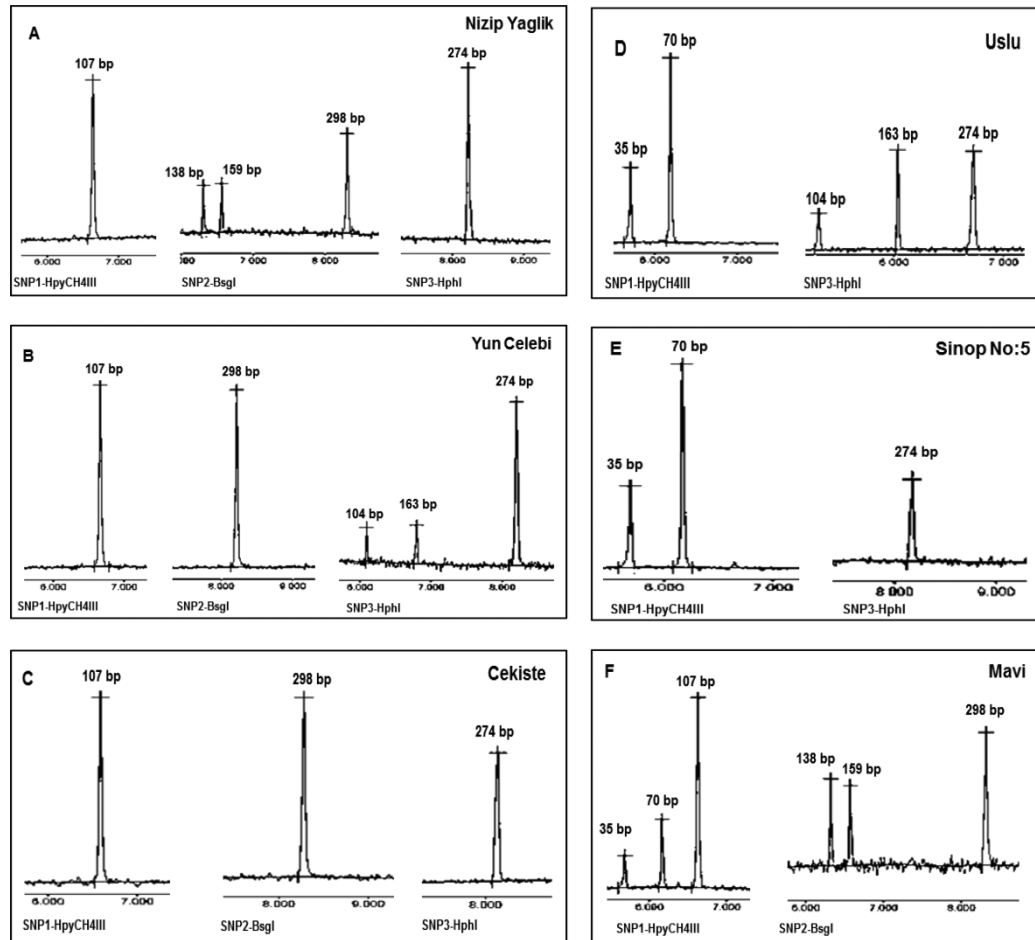 A
Nizip Yaglik
107 bp
138 bp
159 bp
298 bp
274 bp
6.000 7.000
7.000 8.000
8.000 9.000
SNP1-HpyCH4III
SNP2-BsgI
SNP3-HphI
B
Yun Celebi
107 bp
298 bp
104 bp
163 bp
274 bp
6.000 7.000
8.000 9.000
6.000 7.000 8.000
SNP1-HpyCH4III
SNP2-BsgI
SNP3-HphI
C
Cekiste
107 bp
298 bp
274 bp
6.000 7.000
8.000 9.000
8.000
SNP1-HpyCH4III
SNP2-BsgI
SNP3-HphI
D
Uslu
35 bp
70 bp
104 bp
163 bp
274 bp
6.000 7.000
6.000 7.000
SNP1-HpyCH4III
SNP3-HphI
E
Sinop No:5
35 bp
70 bp
274 bp
6.000 7.000
8 000 9.000
SNP1-HpyCH4III
SNP3-HphI
F
Mavi
35 bp
70 bp
107 bp
138 bp
159 bp
298 bp
6.000 7.000
6.000 7.000 8.000
SNP1-HpyCH4III
SNP2-BsgI